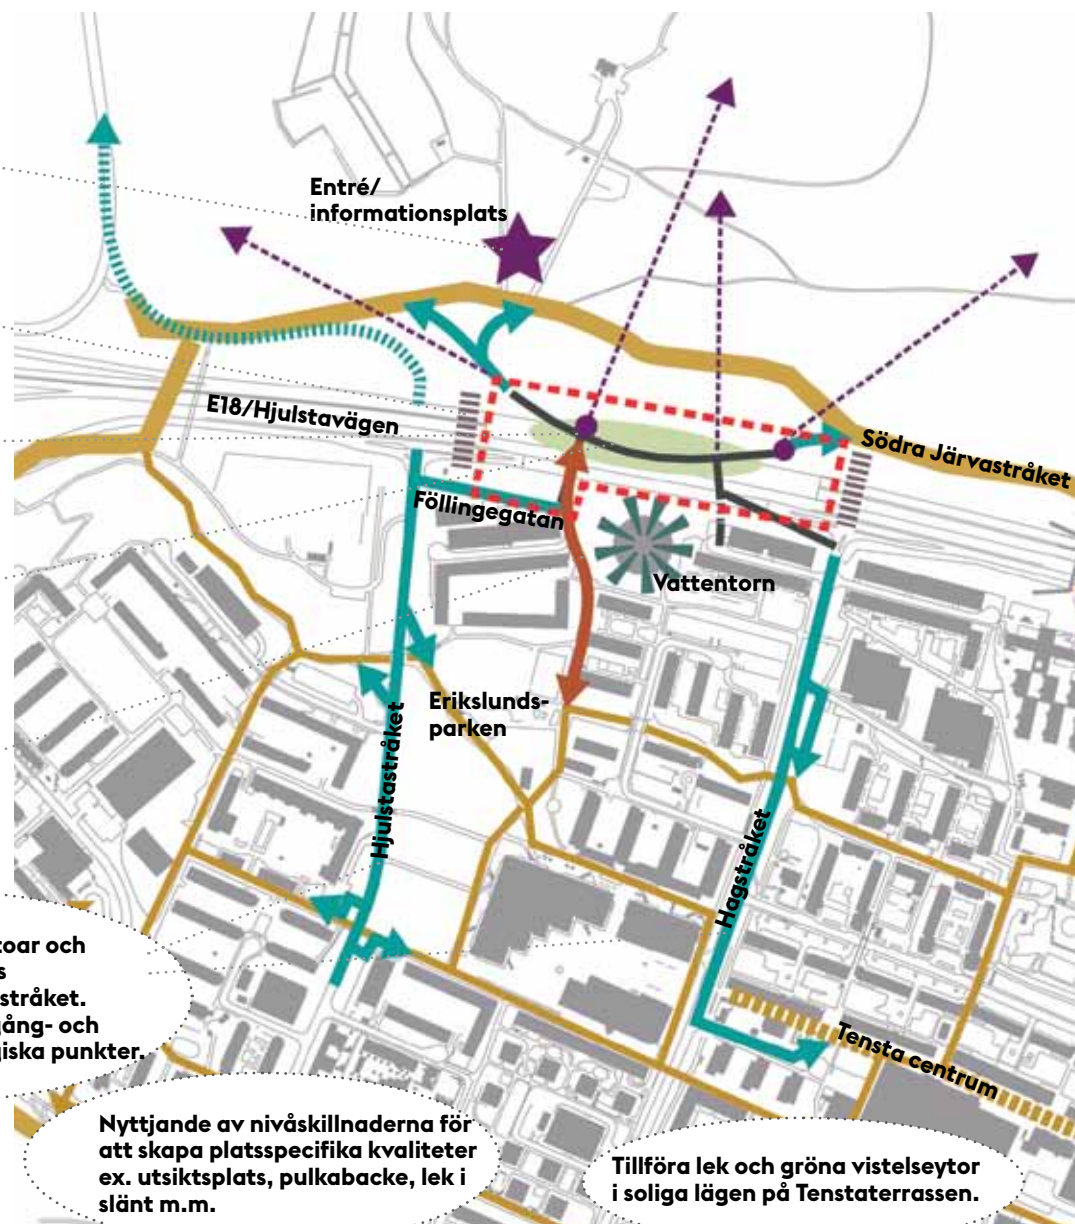 Entré/
informationsplats
E18/Hjulstavägen
Södra Järvastråket
Föllingegatan
Vattentorn
Erikslunds-
parken
Hjulstastråket
Hagstråket
toar och
s
stråket.
gång- och
giska punkter.
Tensta centrum
Nyttjande av nivåskillnaderna för
att skapa platsspecifika kvaliteter
ex. utsiktsplats, pulkabacke, lek i
slänt m.m.
Tillföra lek och gröna vistelseytor
i soliga lägen på Tenstaterrassen.